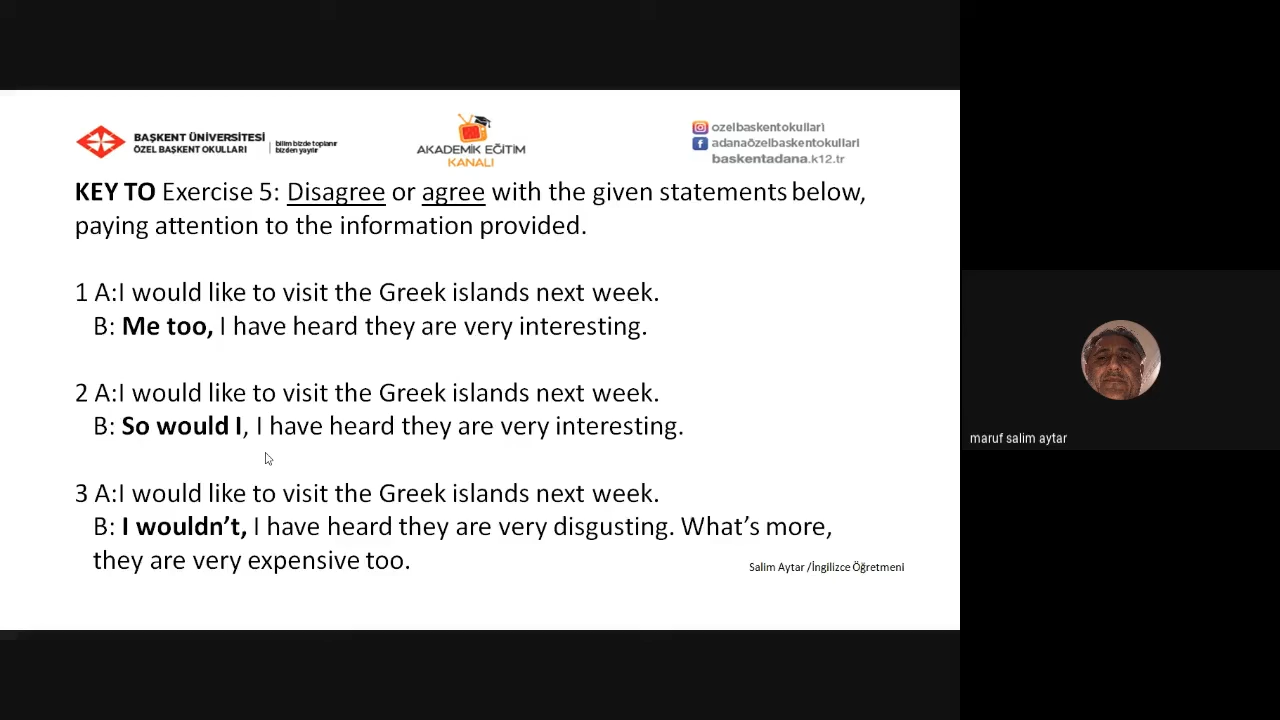 BAŞKENT ÜNİVERSİTESİ
ÖZEL BAŞKENT OKULLARI
bilim bizde toplanır
bizden yayılır
AKADEMİK EĞİTİM
KANALI
ozelbaskentokullari
adanaözelbaskentokullari
baskentadana.k12.tr
KEY TO Exercise 5: Disagree or agree with the given statements below,
paying attention to the information provided.
1 A:I would like to visit the Greek islands next week.
B: Me too, I have heard they are very interesting.
2 A:I would like to visit the Greek islands next week.
B: So would I, I have heard they are very interesting.
3 A:I would like to visit the Greek islands next week.
B: I wouldn’t, I have heard they are very disgusting. What’s more,
they are very expensive too.
Salim Aytar /İngilizce Öğretmeni
maruf salim aytar